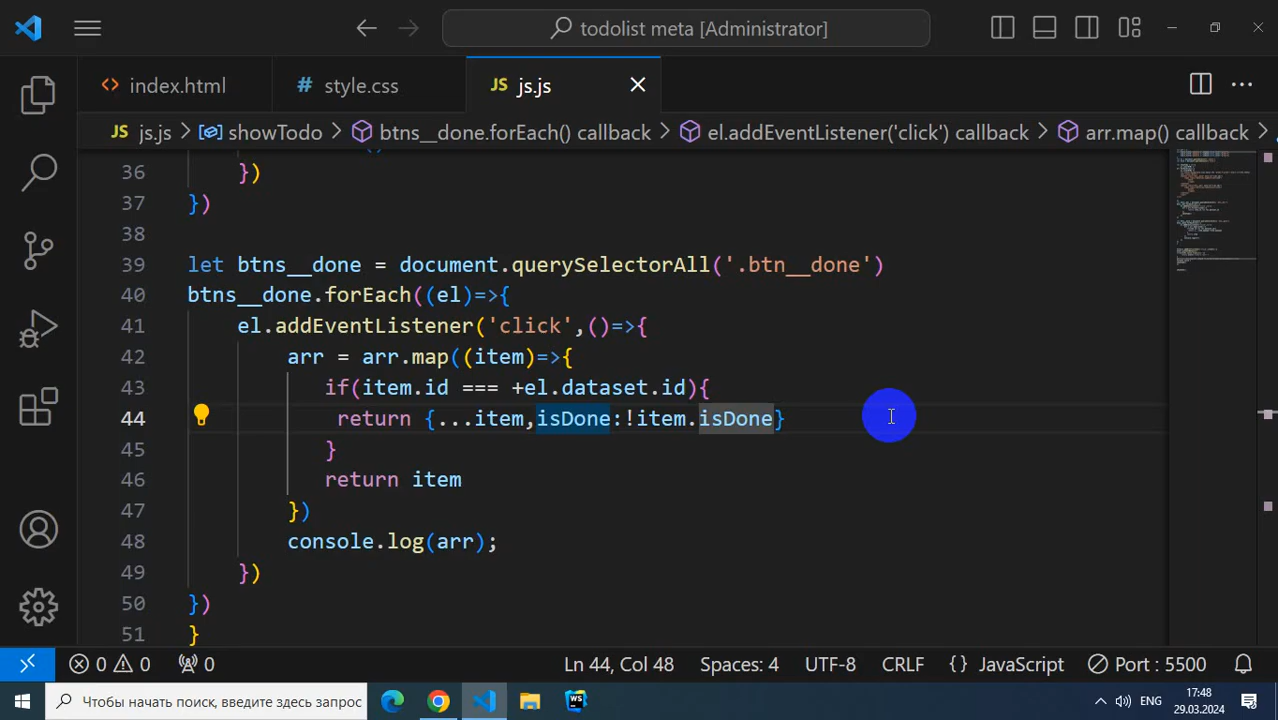 todolist meta [Administrator]
index.html
# style.css
JS js.js
JS js.js > showTodo > btns__done.forEach() callback > el.addEventListener('click') callback > arr.map() callback >
36 })
37 })
38
39 let btns__done = document.querySelectorAll('.btn__done')
40 btns__done.forEach((el)=>{
41 el.addEventListener('click',()=>{
42 arr = arr.map((item)=>{
43 if(item.id === +el.dataset.id){
44 return {...item,isDone:!item.isDone}
45 }
46 return item
47 })
48 console.log(arr);
49 })
50 })
51 }
0 0 0 Ln 44, Col 48 Spaces: 4 UTF-8 CRLF {} JavaScript Port : 5500
Чтобы начать поиск, введите здесь запрос
WS
ENG
17:48
29.03.2024